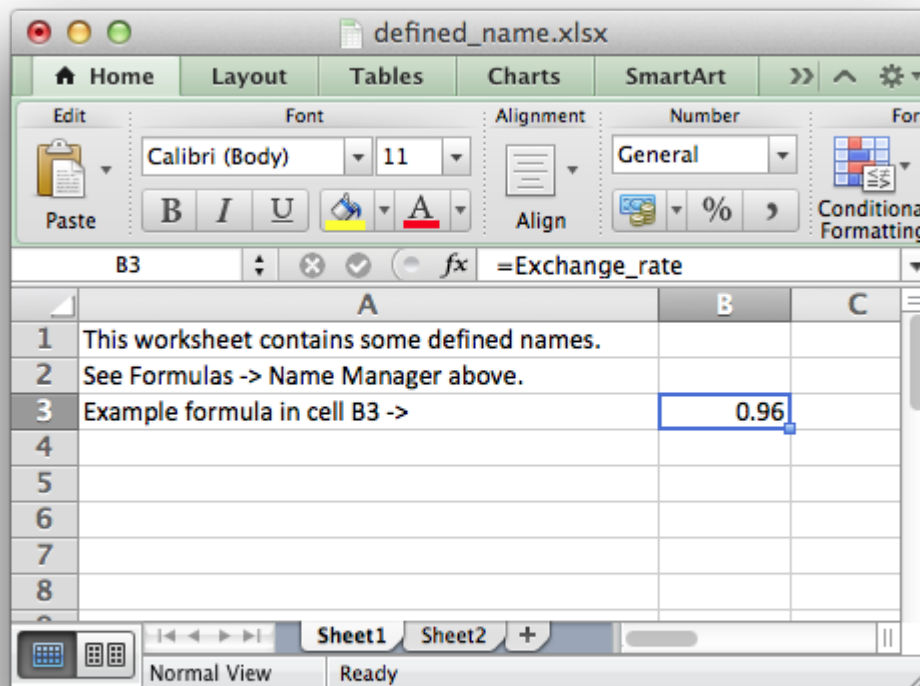 defined_name.xlsx
Home Layout Tables Charts SmartArt
Edit Font Alignment Number For
Calibri (Body) 11 General
Paste B I U A Align % Conditiona
Formatting
B3 fx =Exchange_rate
A B C
1 This worksheet contains some defined names.
2 See Formulas -> Name Manager above.
3 Example formula in cell B3 -> 0.96
4
5
6
7
8
Sheet1 Sheet2 +
Normal View Ready